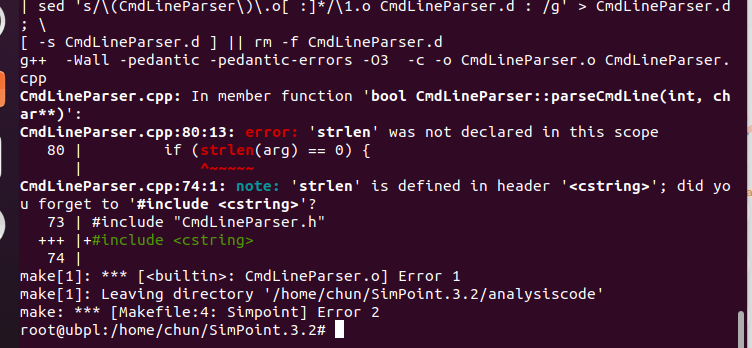 | sed 's/\(CmdLineParser\)\.o[ :]*/\1.o CmdLineParser.d : /g' > CmdLineParser.d
; \
[ -s CmdLineParser.d ] || rm -f CmdLineParser.d
g++  -Wall -pedantic -pedantic-errors -O3  -c -o CmdLineParser.o CmdLineParser.
cpp
CmdLineParser.cpp: In member function 'bool CmdLineParser::parseCmdLine(int, ch
ar**)':
CmdLineParser.cpp:80:13: error: 'strlen' was not declared in this scope
   80 |         if (strlen(arg) == 0) {
      |             ^~~~~~
CmdLineParser.cpp:74:1: note: 'strlen' is defined in header '<cstring>'; did yo
u forget to '#include <cstring>'?
   73 | #include "CmdLineParser.h"
  +++ |+#include <cstring>
   74 |
make[1]: *** [<builtin>: CmdLineParser.o] Error 1
make[1]: Leaving directory '/home/chun/SimPoint.3.2/analysiscode'
make: *** [Makefile:4: Simpoint] Error 2
root@ubpl:/home/chun/SimPoint.3.2#